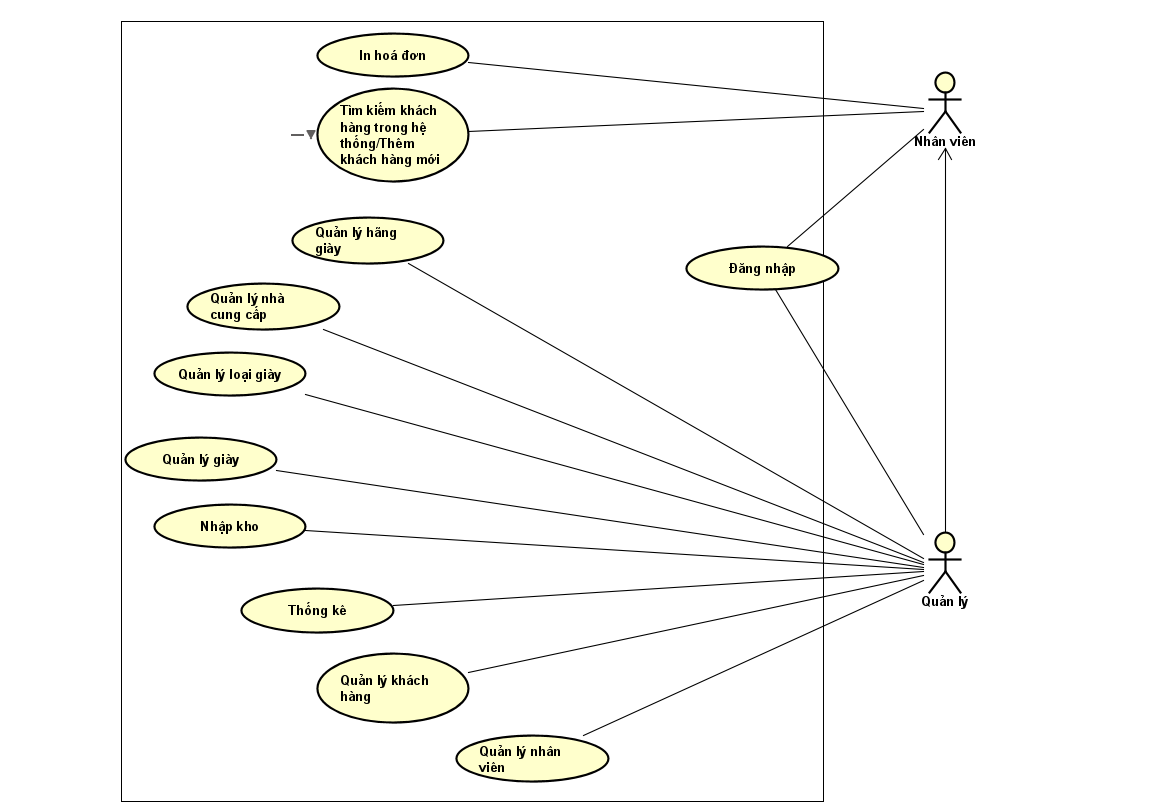 In hoá đơn
Tìm kiếm khách
hàng trong hệ
thống/Thêm
khách hàng mới
Nhân viên
Quản lý hãng
giày
Đăng nhập
Quản lý nhà
cung cấp
Quản lý loại giày
Quản lý giày
Nhập kho
Quản lý
Thống kê
Quản lý khách
hàng
Quản lý nhân
viên